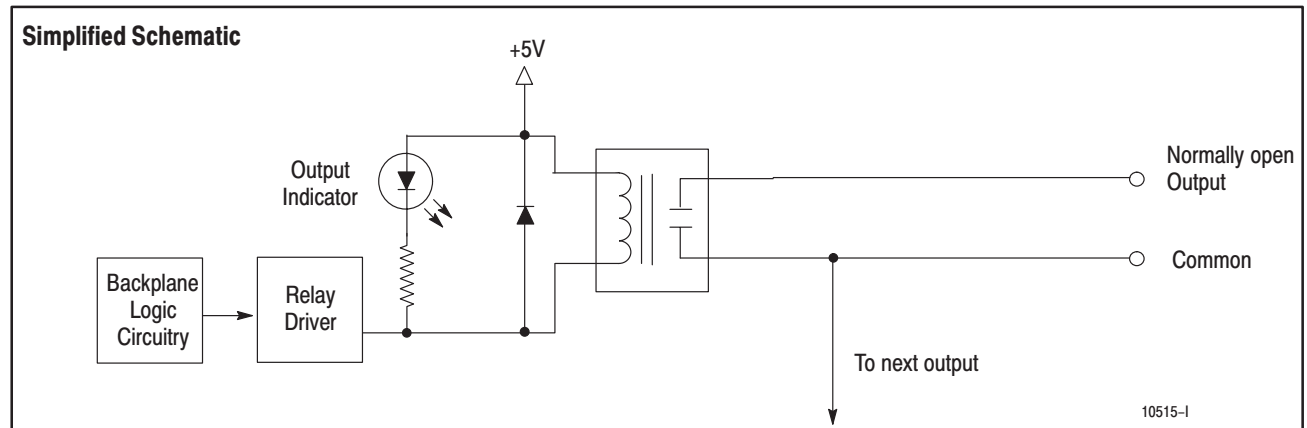 Simplified Schematic
+5V
Output
Indicator
Normally open
Output
Common
Backplane
Logic
Circuitry
Relay
Driver
To next output
10515–I